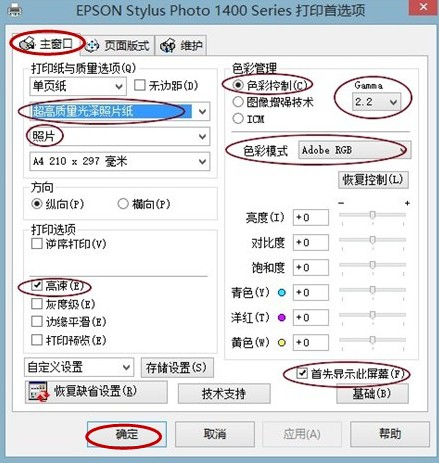 EPSON Stylus Photo 1400 Series 打印首选项
主窗口 页面版式 维护
打印纸与质量选项(Q)
单页纸 无边距(D)
超高质量光泽照片纸
照片
A4 210 x 297 毫米
方向
纵向(P) 横向(M)
打印选项
逆序打印(V)
高速(E)
灰度级(E)
边缘平滑(E)
打印预览(E)
自定义设置 存储设置(S)
恢复缺省设置(R) 技术支持
色彩管理
色彩控制(C)
图像增强技术
ICM
Gamma
2.2
色彩模式 Adobe RGB
恢复控制(L)
- +
亮度(I) +0
对比度 +0
饱和度 +0
青色(Y) +0
洋红(T) +0
黄色(W) +0
首先显示此屏幕(F)
基础(B)
确定 取消 应用(A) 帮助